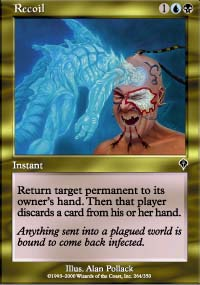 Recoil 1
Instant
Return target permanent to its
owner's hand. Then that player
discards a card from his or her hand.
Anything sent into a plagued world is
bound to come back infected.
Illus. Alan Pollack
©1993-2000 Wizards of the Coast, Inc. 264/350